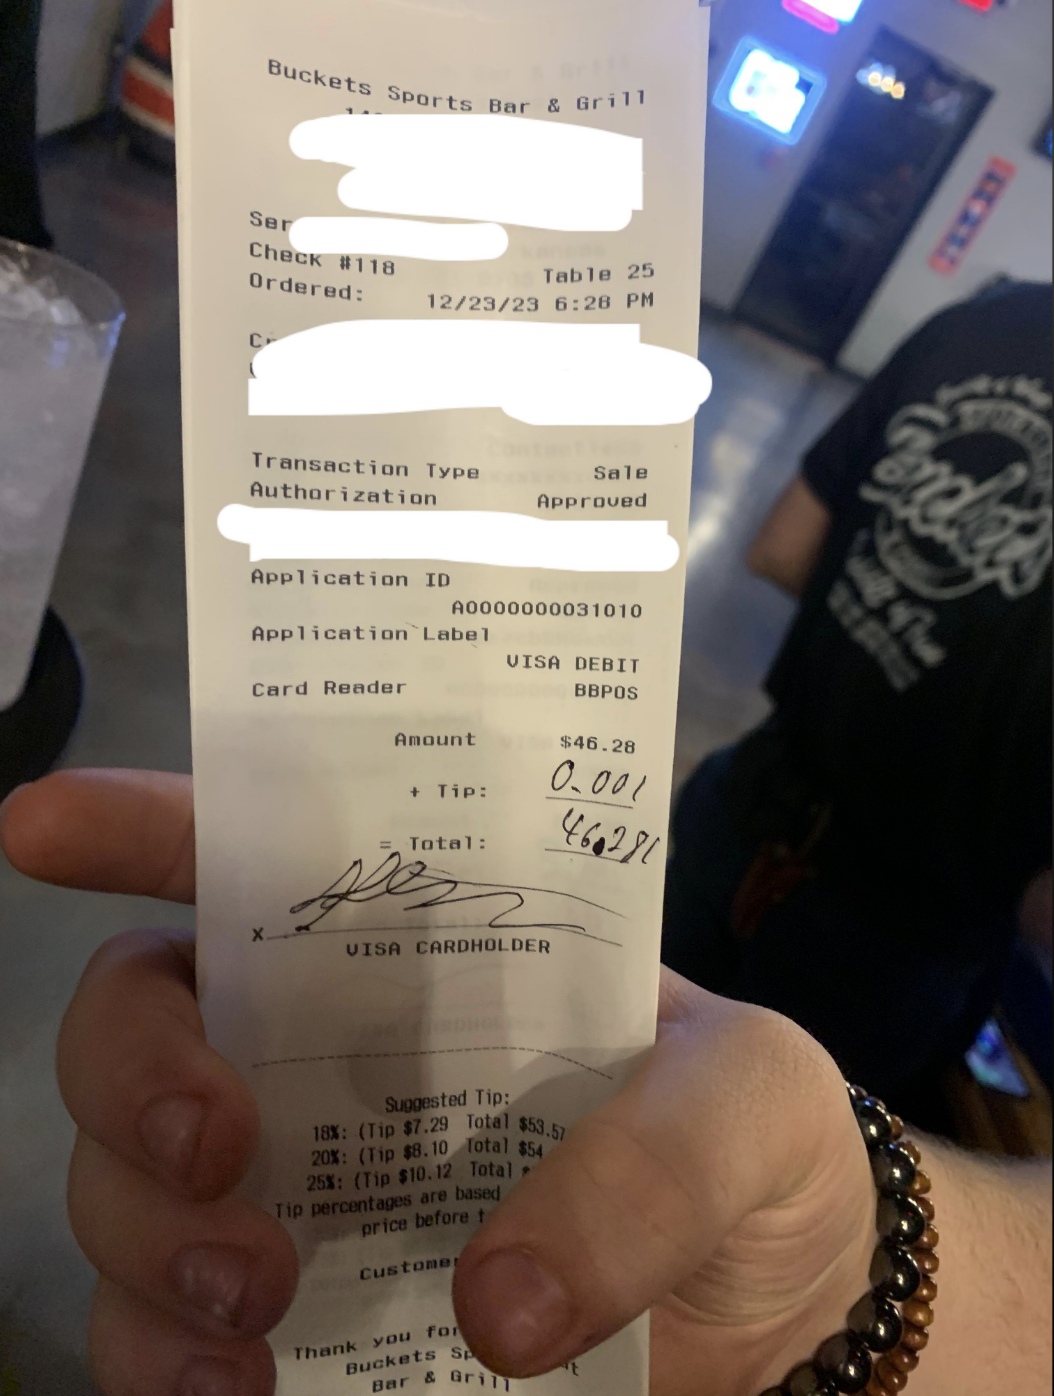 Buckets Sports Bar & Grill
Ser
Check #118 Table 25
Ordered: 12/23/23 6:28 PM
Transaction Type Sale
Authorization Approved
Application ID
A0000000031010
Application Label
VISA DEBIT
Card Reader BBPOS
Amount $46.28
+ Tip: 0.001
= Total: 46.281
X
VISA CARDHOLDER
Suggested Tip:
18%: (Tip $7.29 Total $53.57
20%: (Tip $8.10 Total $54
25%: (Tip $10.12 Total
Tip percentages are based
price before t
Customer
Thank you for
Buckets Sp
Bar & Grill